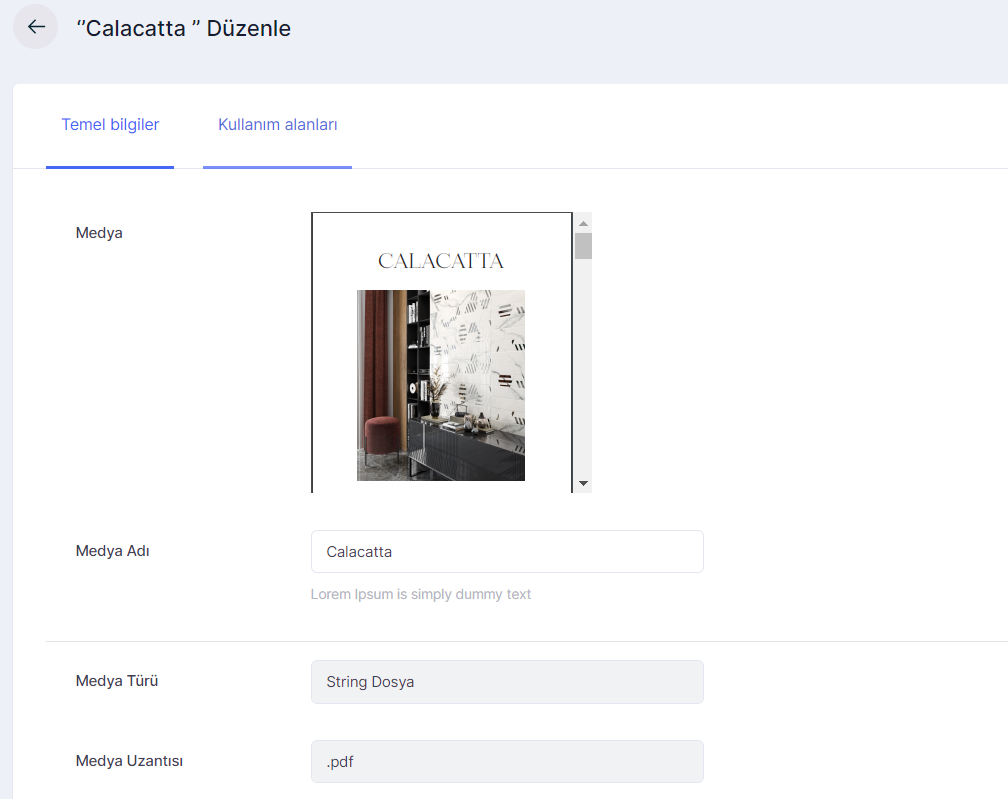 ‘’Calacatta ’’ Düzenle
Temel bilgiler
Kullanım alanları
Medya
CALACATTA
Medya Adı
Calacatta
Lorem Ipsum is simply dummy text
Medya Türü
String Dosya
Medya Uzantısı
.pdf